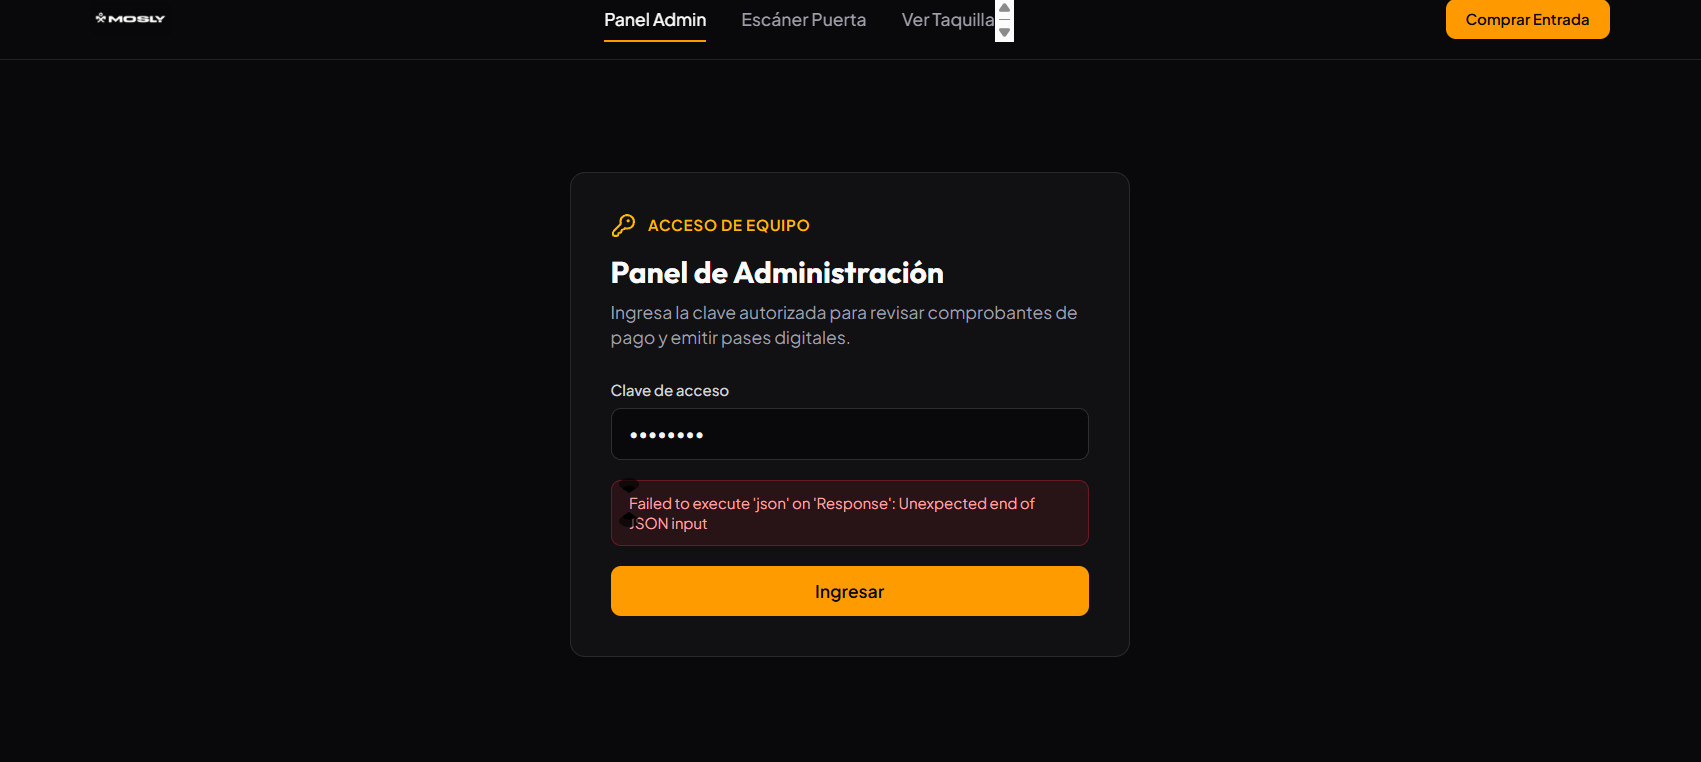 MOSLY
Panel Admin
Escáner Puerta
Ver Taquilla
Comprar Entrada
ACCESO DE EQUIPO
Panel de Administración
Ingresa la clave autorizada para revisar comprobantes de
pago y emitir pases digitales.
Clave de acceso
••••••••
Failed to execute 'json' on 'Response': Unexpected end of
JSON input
Ingresar